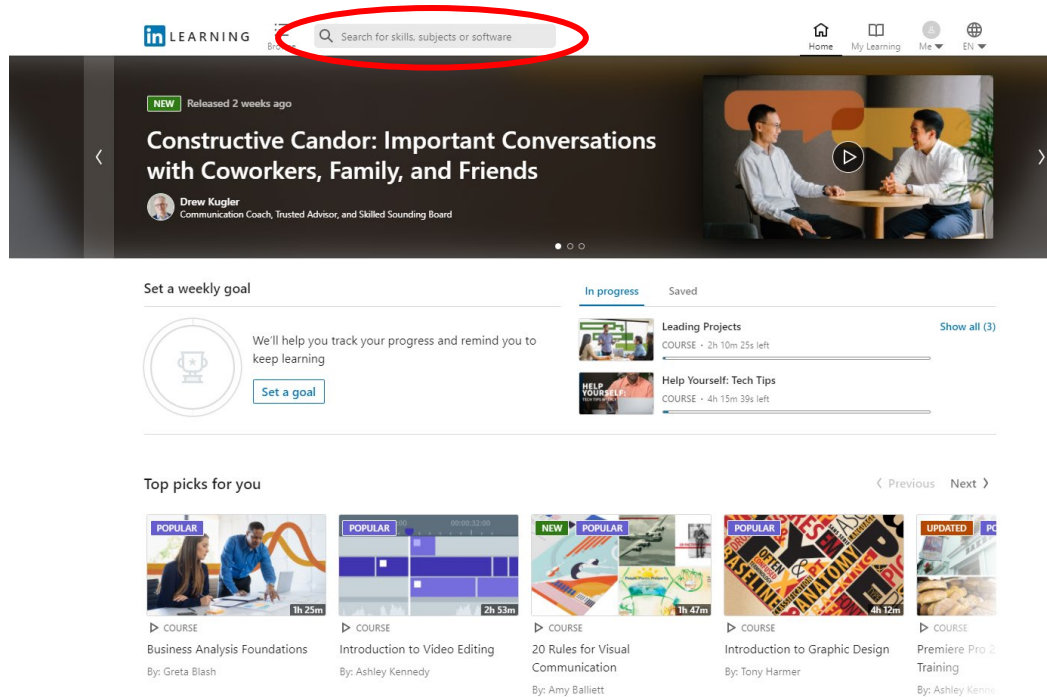 in LEARNING
Search for skills, subjects or software
Home
My Learning
Me
EN
NEW Released 2 weeks ago
Constructive Candor: Important Conversations
with Coworkers, Family, and Friends
Drew Kugler
Communication Coach, Trusted Advisor, and Skilled Sounding Board
Set a weekly goal
We'll help you track your progress and remind you to
keep learning
Set a goal
In progress Saved
Leading Projects
COURSE • 2h 10m 25s left
Show all (3)
HELP
YOURSELF:
Help Yourself: Tech Tips
COURSE • 4h 15m 39s left
Top picks for you
Previous Next
POPULAR
1h 25m
COURSE
Business Analysis Foundations
By: Greta Blash
POPULAR
00:00:32:00
2h 53m
COURSE
Introduction to Video Editing
By: Ashley Kennedy
NEW POPULAR
1h 47m
COURSE
20 Rules for Visual
Communication
By: Amy Balliett
POPULAR
BASELINE
ANATOMY
OFTEN
4h 12m
COURSE
Introduction to Graphic Design
By: Tony Harmer
UPDATED
COURSE
Premiere Pro
Training
By: Ashley